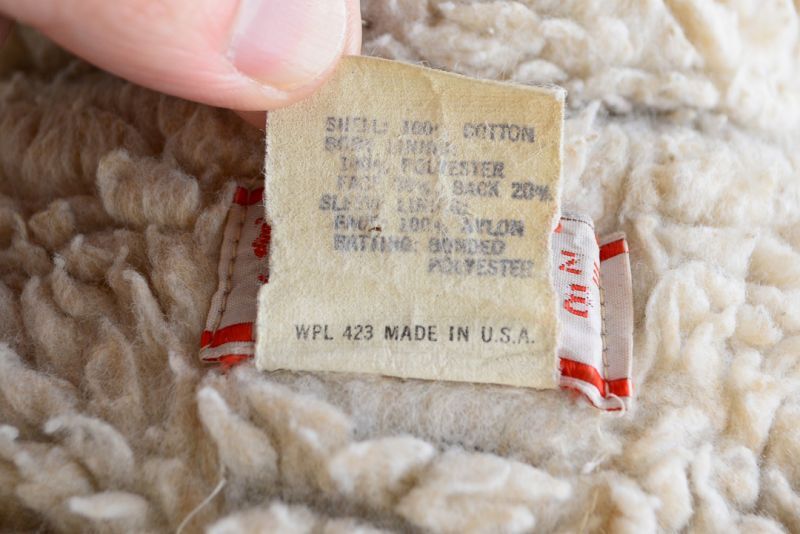 SHELL: 100% COTTON
BODY LINING:
100% POLYESTER
FACE BACK 20%
SLEEVE LINING:
FACE: 100% NYLON
BATTING: BONDED
POLYESTER
WPL 423 MADE IN U.S.A.